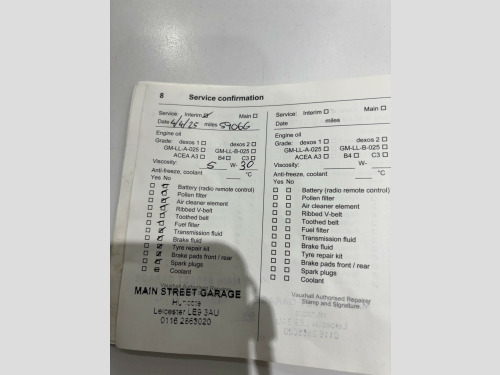 8 Service confirmation
Service: Interim ☑ Main ☐
Date 4/4/25 miles 59066
Engine oil
Grade: dexos 1 ☐ dexos 2 ☐
GM-LL-A-025 ☐ GM-LL-B-025 ☐
ACEA A3 ☐ B4 ☐ C3 ☐
Viscosity: 5 W- 30
Anti-freeze, coolant °C
Yes No
Battery (radio remote control)
Pollen filter
Air cleaner element
Ribbed V-belt
Toothed belt
Fuel filter
Transmission fluid
Brake fluid
Tyre repair kit
Brake pads front / rear
Spark plugs
Coolant
Vauxhall Authorised Repairer
MAIN STREET GARAGE
Huncote
Leicester LE9 3AU
0116 2863020
Service: Interim ☐ Main ☐
Date miles
Engine oil
Grade: dexos 1 ☐ dexos 2 ☐
GM-LL-A-025 ☐ GM-LL-B-025 ☐
ACEA A3 ☐ B4 ☐ C3 ☐
Viscosity: W-
Anti-freeze, coolant °C
Yes No
☐ ☐ Battery (radio remote control)
☐ ☐ Pollen filter
☐ ☐ Air cleaner element
☐ ☐ Ribbed V-belt
☐ ☐ Toothed belt
☐ ☐ Fuel filter
☐ ☐ Transmission fluid
☐ ☐ Brake fluid
☐ ☐ Tyre repair kit
☐ ☐ Brake pads front / rear
☐ ☐ Spark plugs
☐ ☐ Coolant
Vauxhall Authorised Repairer
Stamp and Signature